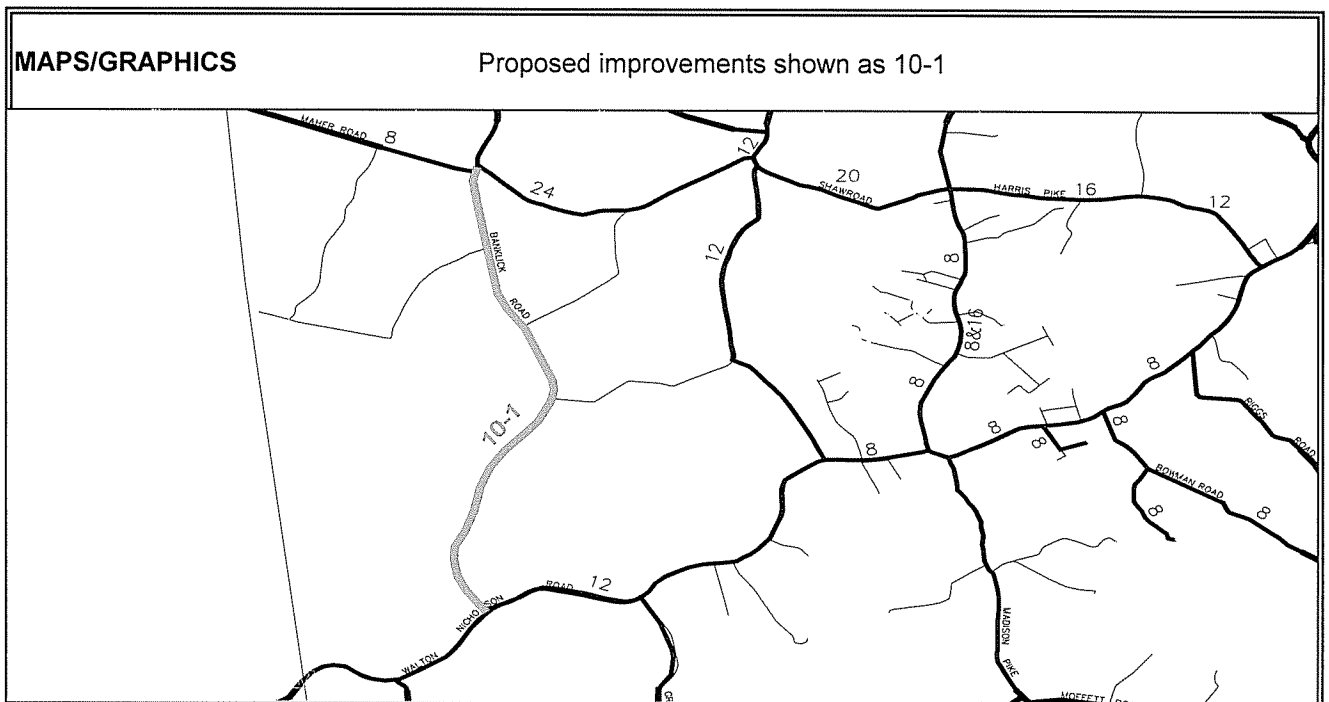 MAPS/GRAPHICS
Proposed improvements shown as 10-1
MAHER ROAD 8
24
12
20
SHAW ROAD
HARRIS PIKE 16
12
BANKLICK ROAD
12
8
8&16
8
8
10-1
8
8
8
8
RIGGS ROAD
BOWMAN ROAD
8
8
WALTON NICHOLSON ROAD 12
MADISON PIKE
MOFFETT